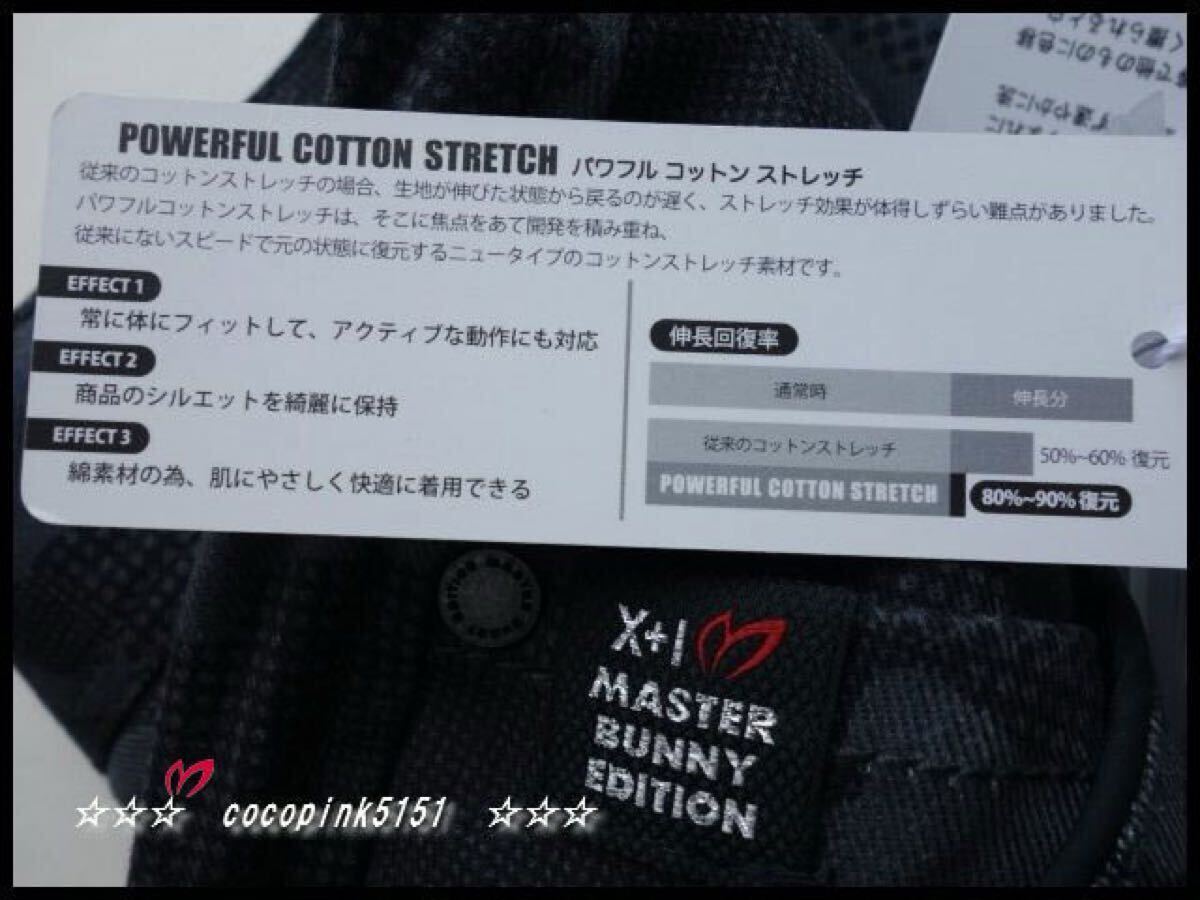 POWERFUL COTTON STRETCH パワフル コットン ストレッチ
従来のコットンストレッチの場合、生地が伸びた状態から戻るのが遅く、ストレッチ効果が体得しずらい難点がありました。
パワフルコットンストレッチは、そこに焦点をあて開発を積み重ね、
従来にないスピードで元の状態に復元するニュータイプのコットンストレッチ素材です。
EFFECT 1
常に体にフィットして、アクティブな動作にも対応
EFFECT 2
商品のシルエットを綺麗に保持
EFFECT 3
綿素材の為、肌にやさしく快適に着用できる
伸長回復率
通常時 伸長分
従来のコットンストレッチ 50%~60% 復元
POWERFUL COTTON STRETCH 80%~90% 復元
X+I
MASTER
BUNNY
EDITION
☆☆☆ cocopink5151 ☆☆☆